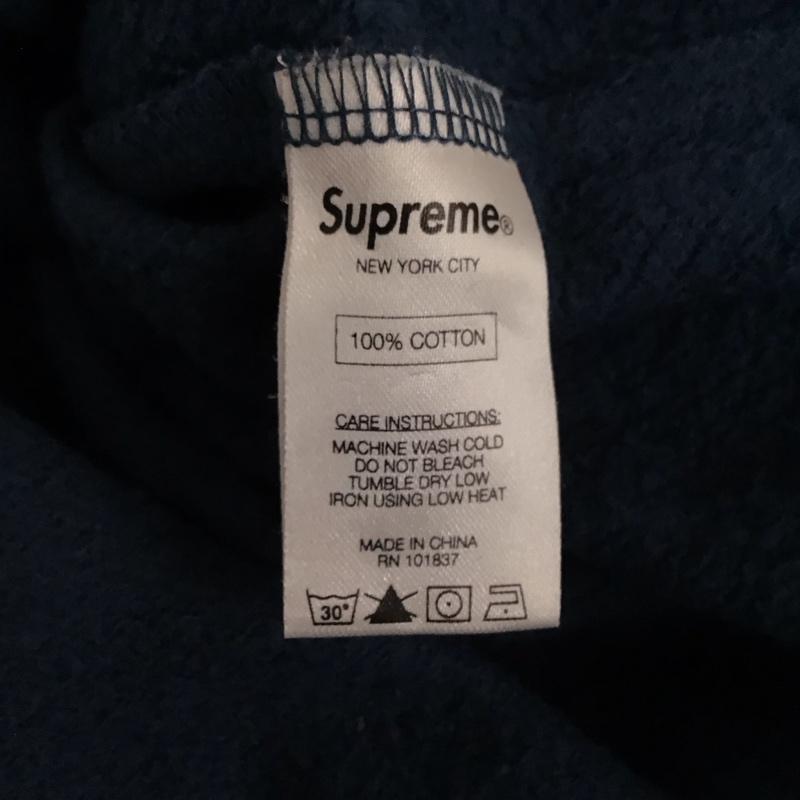 Supreme®
NEW YORK CITY
100% COTTON
CARE INSTRUCTIONS:
MACHINE WASH COLD
DO NOT BLEACH
TUMBLE DRY LOW
IRON USING LOW HEAT
MADE IN CHINA
RN 101837
30°